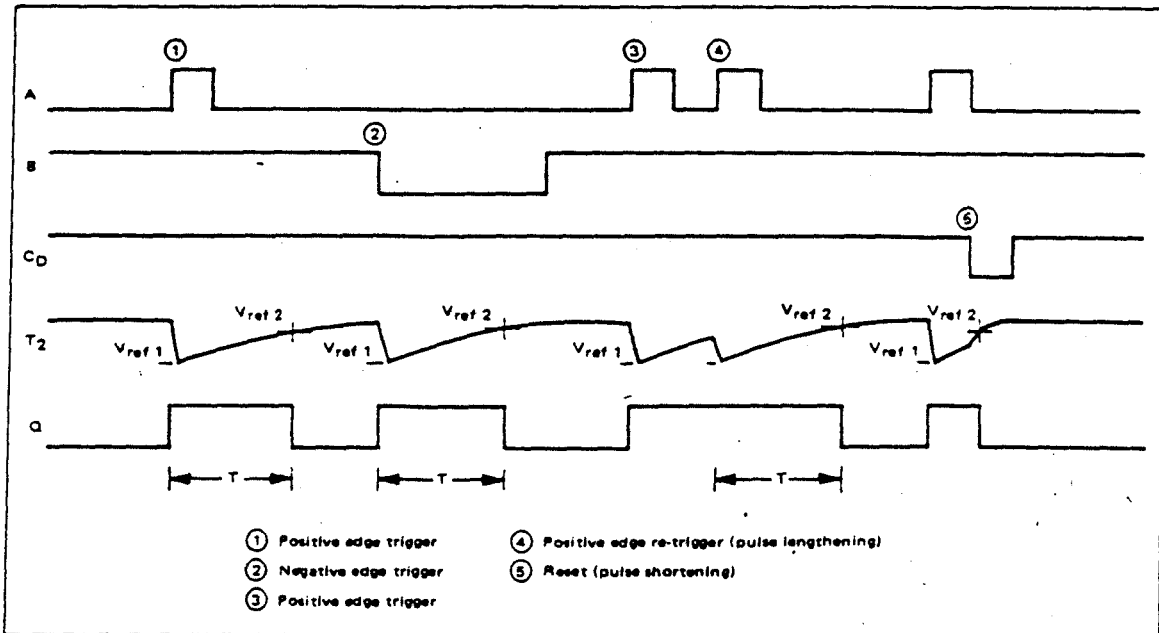 ① ③ ④
A
②
B
⑤
CD
Vref 2 Vref 2 Vref 2 Vref 2
T2
Vref 1 Vref 1 Vref 1 Vref 1
Q
T T T
① Positive edge trigger
② Negative edge trigger
③ Positive edge trigger
④ Positive edge re-trigger (pulse lengthening)
⑤ Reset (pulse shortening)